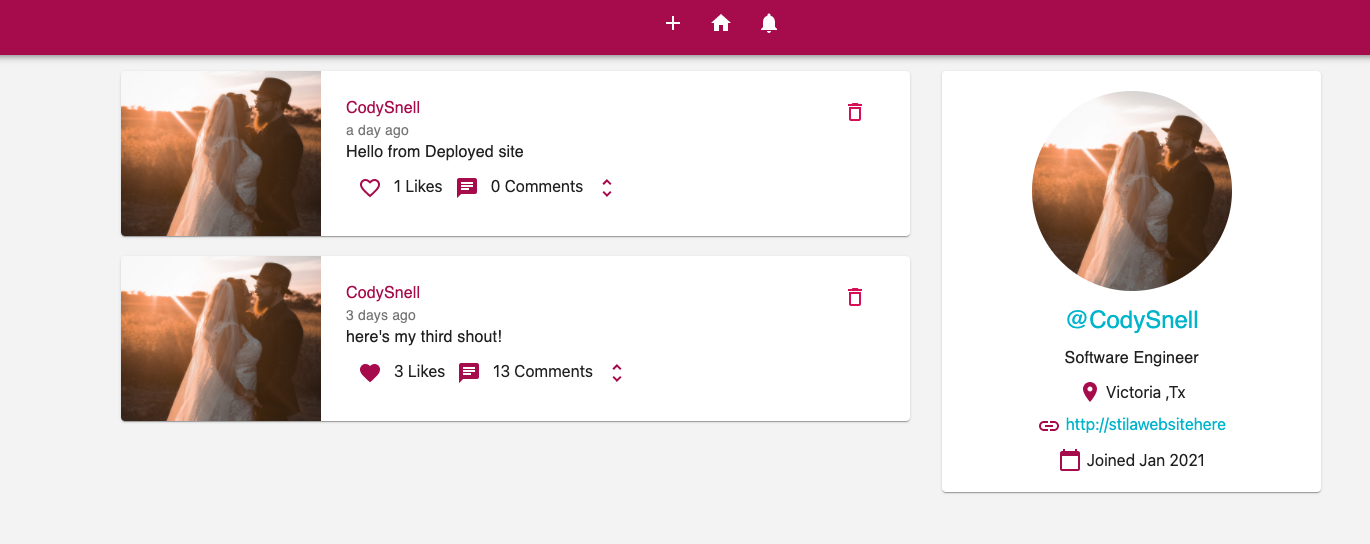 CodySnell
a day ago
Hello from Deployed site
1 Likes 0 Comments
CodySnell
3 days ago
here's my third shout!
3 Likes 13 Comments
@CodySnell
Software Engineer
Victoria ,Tx
http://stilawebsitehere
Joined Jan 2021